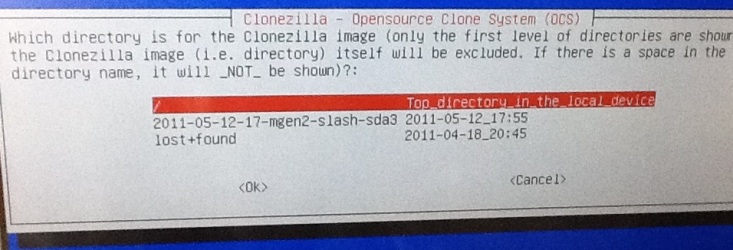 Clonezilla - Opensource Clone System (OCS)
Which directory is for the Clonezilla image (only the first level of directories are shown
the Clonezilla image (i.e. directory) itself will be excluded. If there is a space in the
directory name, it will _NOT_ be shown)?:
/ Top_directory_in_the_local_device
2011-05-12-17-mgen2-slash-sda3 2011-05-12_17:55
lost+found 2011-04-18_20:45
<Ok> <Cancel>